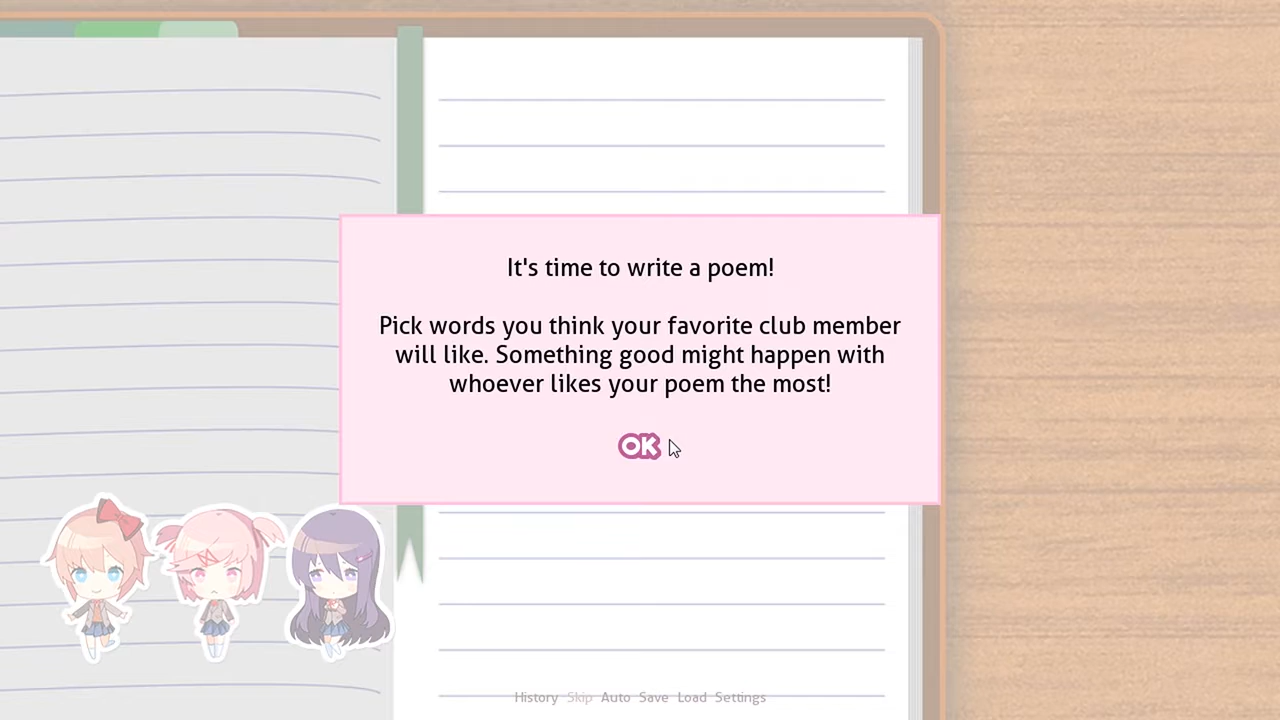 It's time to write a poem!
Pick words you think your favorite club member
will like. Something good might happen with
whoever likes your poem the most!
OK
History Skip Auto Save Load Settings